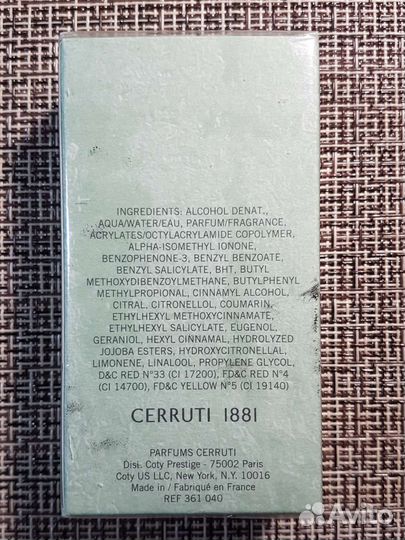 INGREDIENTS: ALCOHOL DENAT.,
AQUA/WATER/EAU, PARFUM/FRAGRANCE,
ACRYLATES/OCTYLACRYLAMIDE COPOLYMER,
ALPHA-ISOMETHYL IONONE,
BENZOPHENONE-3, BENZYL BENZOATE,
BENZYL SALICYLATE, BHT, BUTYL
METHOXYDIBENZOYLMETHANE, BUTYLPHENYL
METHYLPROPIONAL, CINNAMYL ALCOHOL,
CITRAL, CITRONELLOL, COUMARIN,
ETHYLHEXYL METHOXYCINNAMATE,
ETHYLHEXYL SALICYLATE, EUGENOL,
GERANIOL, HEXYL CINNAMAL, HYDROLYZED
JOJOBA ESTERS, HYDROXYCITRONELLAL,
LIMONENE, LINALOOL, PROPYLENE GLYCOL,
D&C RED N°33 (CI 17200), FD&C RED N°4
(CI 14700), FD&C YELLOW N°5 (CI 19140)
CERRUTI 1881
PARFUMS CERRUTI
Dist. Coty Prestige - 75002 Paris
Coty US LLC, New York, N.Y. 10016
Made in / Fabriqué en France
REF 361 040
Avito